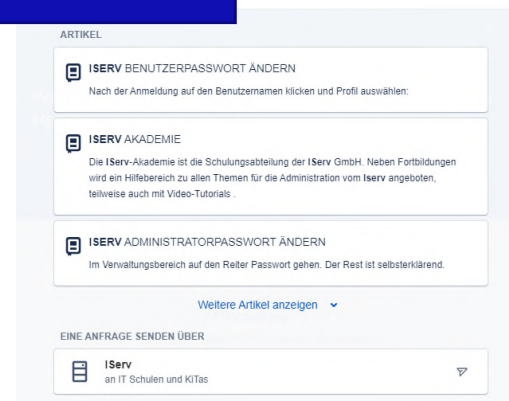 ARTIKEL
ISERV BENUTZERPASSWORT ÄNDERN
Nach der Anmeldung auf den Benutzernamen klicken und Profil auswählen:
ISERV AKADEMIE
Die IServ-Akademie ist die Schulungsabteilung der IServ GmbH. Neben Fortbildungen
wird ein Hilfebereich zu allen Themen für die Administration vom Iserv angeboten,
teilweise auch mit Video-Tutorials .
ISERV ADMINISTRATORPASSWORT ÄNDERN
Im Verwaltungsbereich auf den Reiter Passwort gehen. Der Rest ist selbsterklärend.
Weitere Artikel anzeigen
EINE ANFRAGE SENDEN ÜBER
IServ
an IT Schulen und KiTas